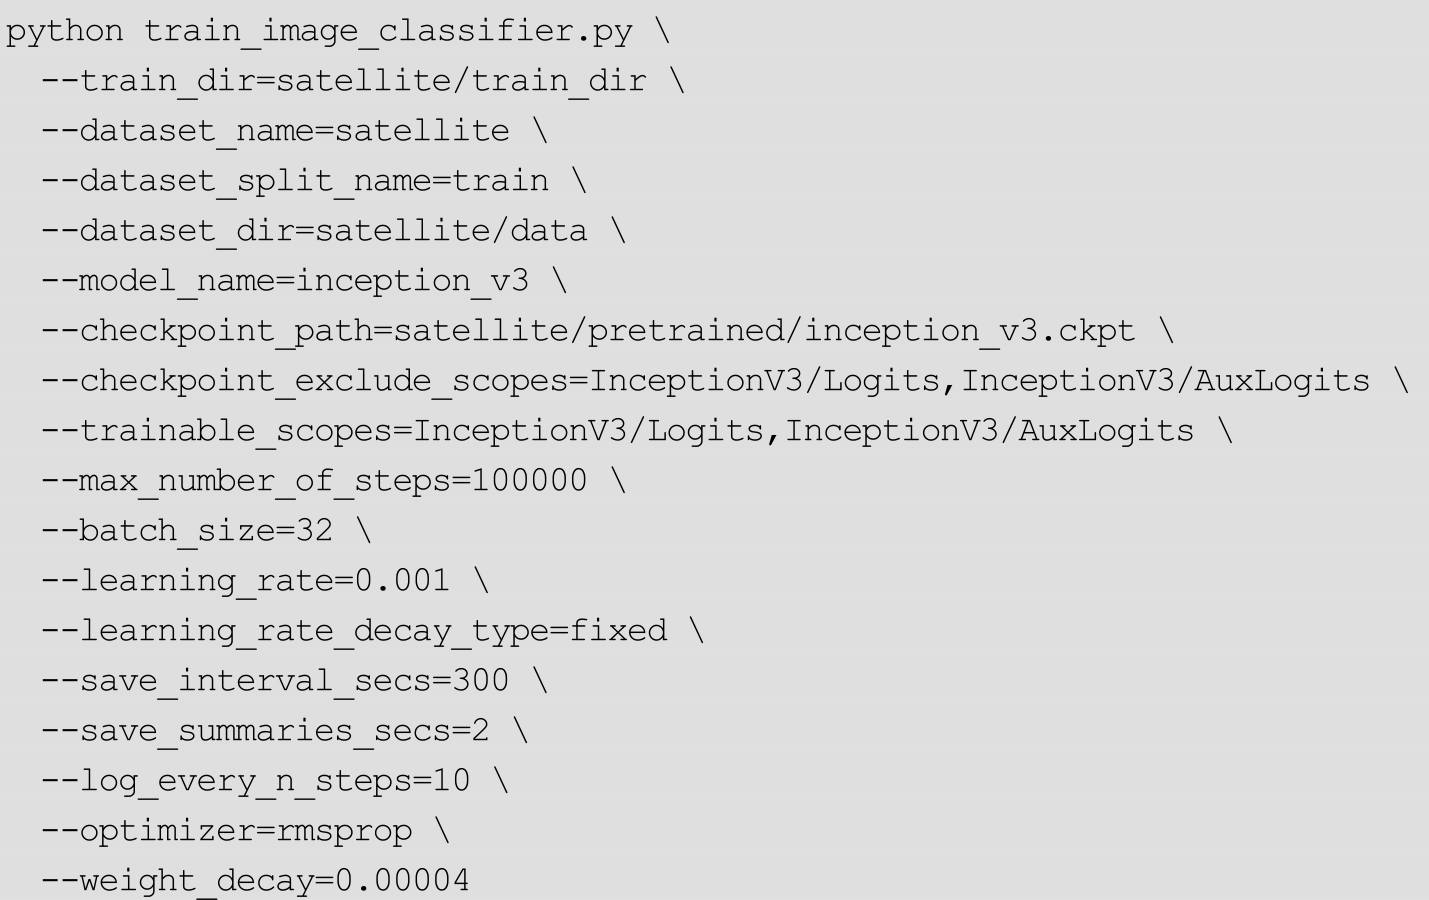 python train_image_classifier.py \
--train_dir=satellite/train_dir \
--dataset_name=satellite \
--dataset_split_name=train \
--dataset_dir=satellite/data \
--model_name=inception_v3 \
--checkpoint_path=satellite/pretrained/inception_v3.ckpt \
--checkpoint_exclude_scopes=InceptionV3/Logits,InceptionV3/AuxLogits \
--trainable_scopes=InceptionV3/Logits,InceptionV3/AuxLogits \
--max_number_of_steps=100000 \
--batch_size=32 \
--learning_rate=0.001 \
--learning_rate_decay_type=fixed \
--save_interval_secs=300 \
--save_summaries_secs=2 \
--log_every_n_steps=10 \
--optimizer=rmsprop \
--weight_decay=0.00004